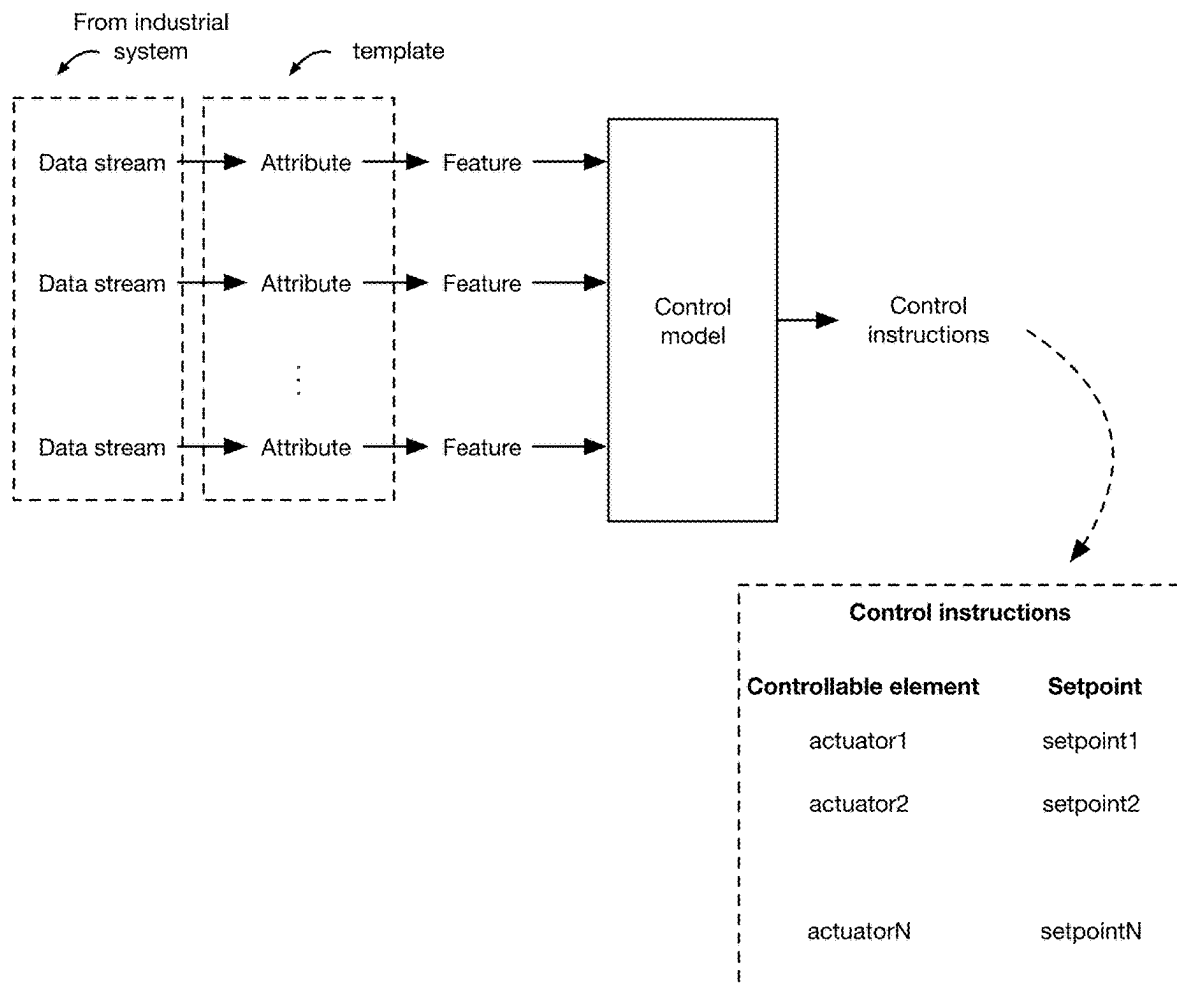 From industrial
system
template
Data stream
Attribute
Feature
Data stream
Attribute
Feature
Control
model
Control
instructions
Data stream
Attribute
Feature
Control instructions
Controllable element
Setpoint
actuator1
setpoint1
actuator2
setpoint2
actuatorN
setpointN